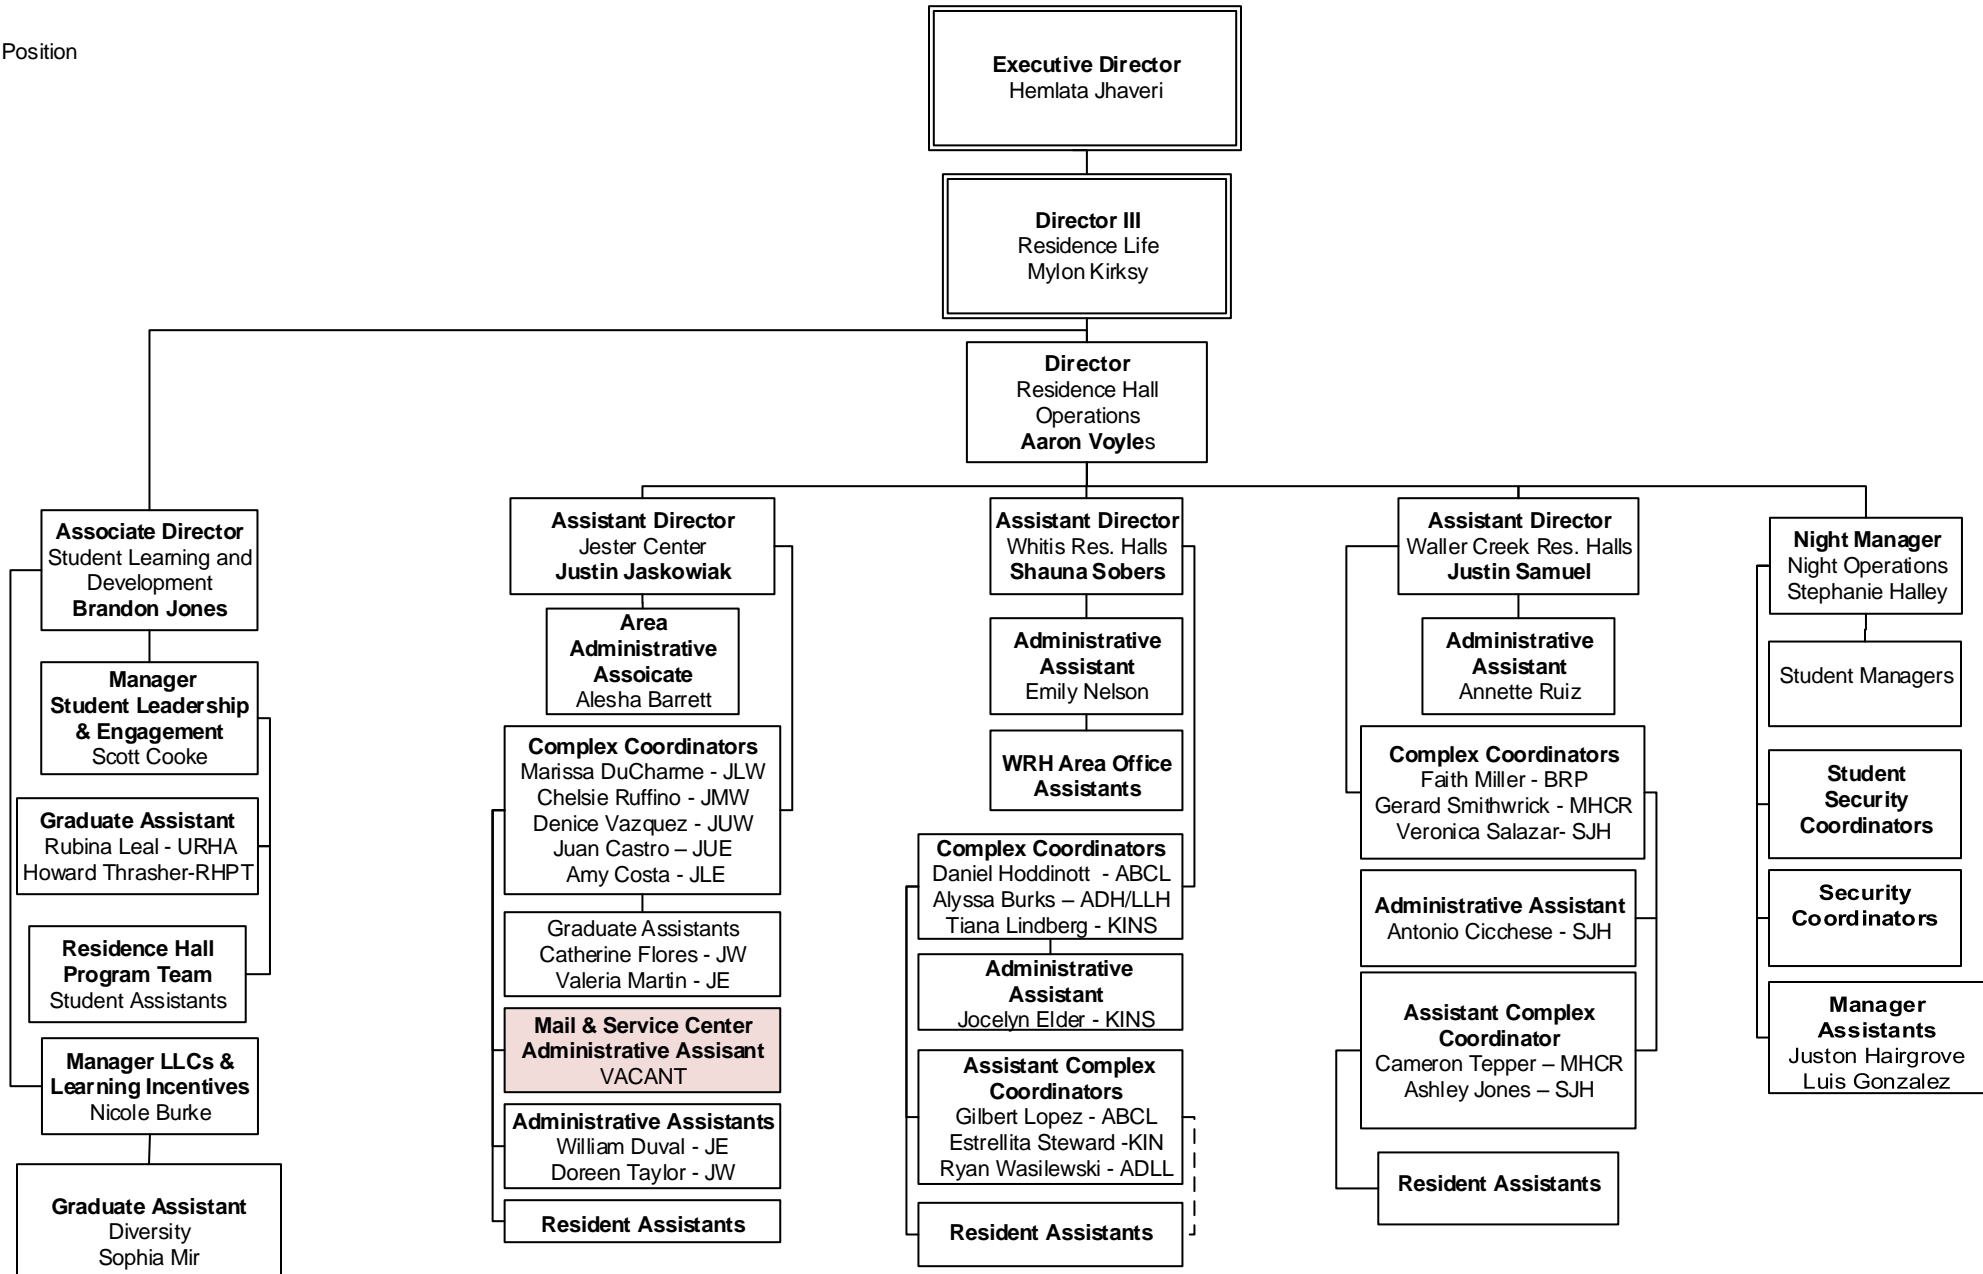 Position
Executive Director
Hemlata Jhaveri
Director III
Residence Life
Mylon Kirksy
Director
Residence Hall
Operations
Aaron Voyles
Associate Director
Student Learning and
Development
Brandon Jones
Manager
Student Leadership
& Engagement
Scott Cooke
Graduate Assistant
Rubina Leal - URHA
Howard Thrasher-RHPT
Residence Hall
Program Team
Student Assistants
Manager LLCs &
Learning Incentives
Nicole Burke
Graduate Assistant
Diversity
Sophia Mir
Assistant Director
Jester Center
Justin Jaskowiak
Area
Administrative
Assoicate
Alesha Barrett
Complex Coordinators
Marissa DuCharme - JLW
Chelsie Ruffino - JMW
Denice Vazquez - JUW
Juan Castro – JUE
Amy Costa - JLE
Graduate Assistants
Catherine Flores - JW
Valeria Martin - JE
Mail & Service Center
Administrative Assisant
VACANT
Administrative Assistants
William Duval - JE
Doreen Taylor - JW
Resident Assistants
Assistant Director
Whitis Res. Halls
Shauna Sobers
Administrative
Assistant
Emily Nelson
WRH Area Office
Assistants
Complex Coordinators
Daniel Hoddinott - ABCL
Alyssa Burks – ADH/LLH
Tiana Lindberg - KINS
Administrative
Assistant
Jocelyn Elder - KINS
Assistant Complex
Coordinators
Gilbert Lopez - ABCL
Estrellita Steward -KIN
Ryan Wasilewski - ADLL
Resident Assistants
Assistant Director
Waller Creek Res. Halls
Justin Samuel
Administrative
Assistant
Annette Ruiz
Complex Coordinators
Faith Miller - BRP
Gerard Smithwrick - MHCR
Veronica Salazar- SJH
Administrative Assistant
Antonio Cicchese - SJH
Assistant Complex
Coordinator
Cameron Tepper – MHCR
Ashley Jones – SJH
Resident Assistants
Night Manager
Night Operations
Stephanie Halley
Student Managers
Student
Security
Coordinators
Security
Coordinators
Manager
Assistants
Juston Hairgrove
Luis Gonzalez